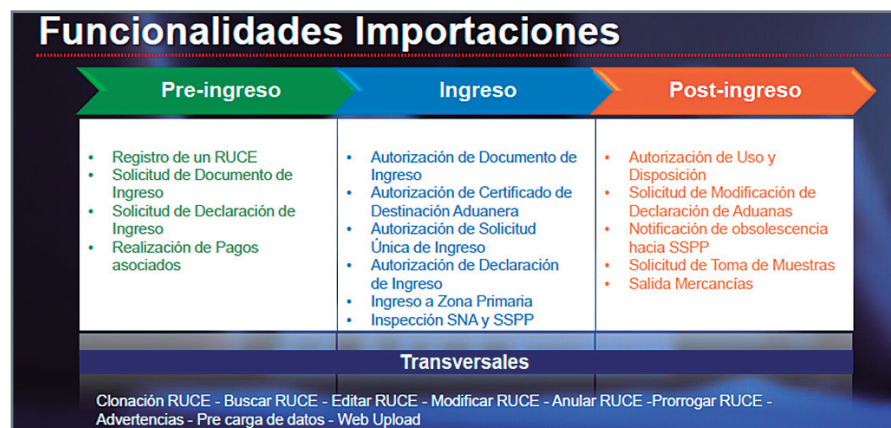 Funcionalidades Importaciones
Pre-ingreso
• Registro de un RUCE
• Solicitud de Documento de
Ingreso
• Solicitud de Declaración de
Ingreso
• Realización de Pagos
asociados
Ingreso
• Autorización de Documento de
Ingreso
• Autorización de Certificado de
Destinación Aduanera
• Autorización de Solicitud
Única de Ingreso
• Autorización de Declaración
de Ingreso
• Ingreso a Zona Primaria
• Inspección SNA y SSPP
Post-ingreso
• Autorización de Uso y
Disposición
• Solicitud de Modificación de
Declaración de Aduanas
• Notificación de obsolescencia
hacia SSPP
• Solicitud de Toma de Muestras
• Salida Mercancías
Transversales
Clonación RUCE - Buscar RUCE - Editar RUCE - Modificar RUCE - Anular RUCE -Prorrogar RUCE -
Advertencias - Pre carga de datos - Web Upload